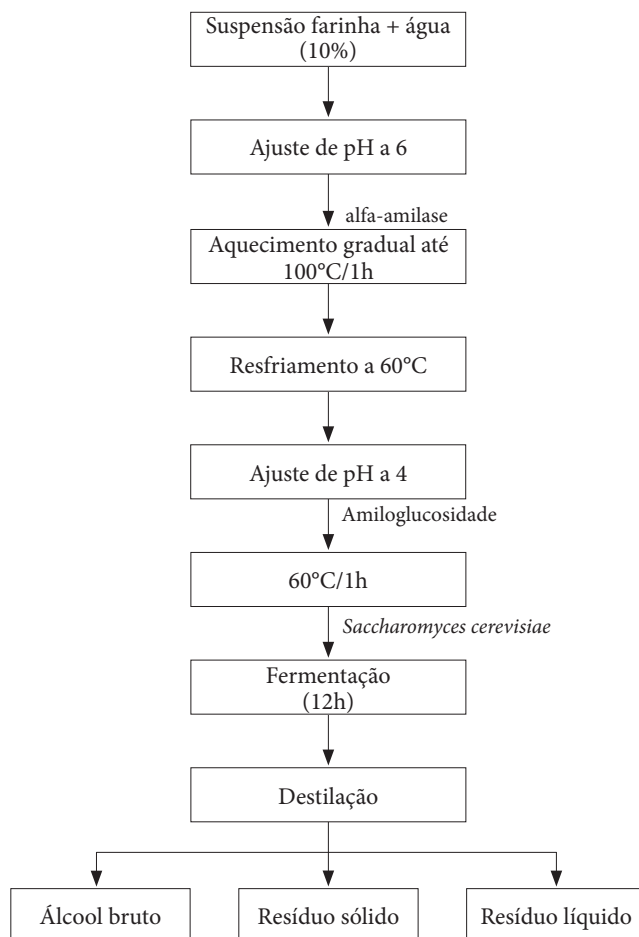 Suspensão farinha + água
(10%)
Ajuste de pH a 6
alfa-amilase
Aquecimento gradual até
100°C/1h
Resfriamento a 60°C
Ajuste de pH a 4
Amiloglucosidade
60°C/1h
Saccharomyces cerevisiae
Fermentação
(12h)
Destilação
Álcool bruto
Resíduo sólido
Resíduo líquido